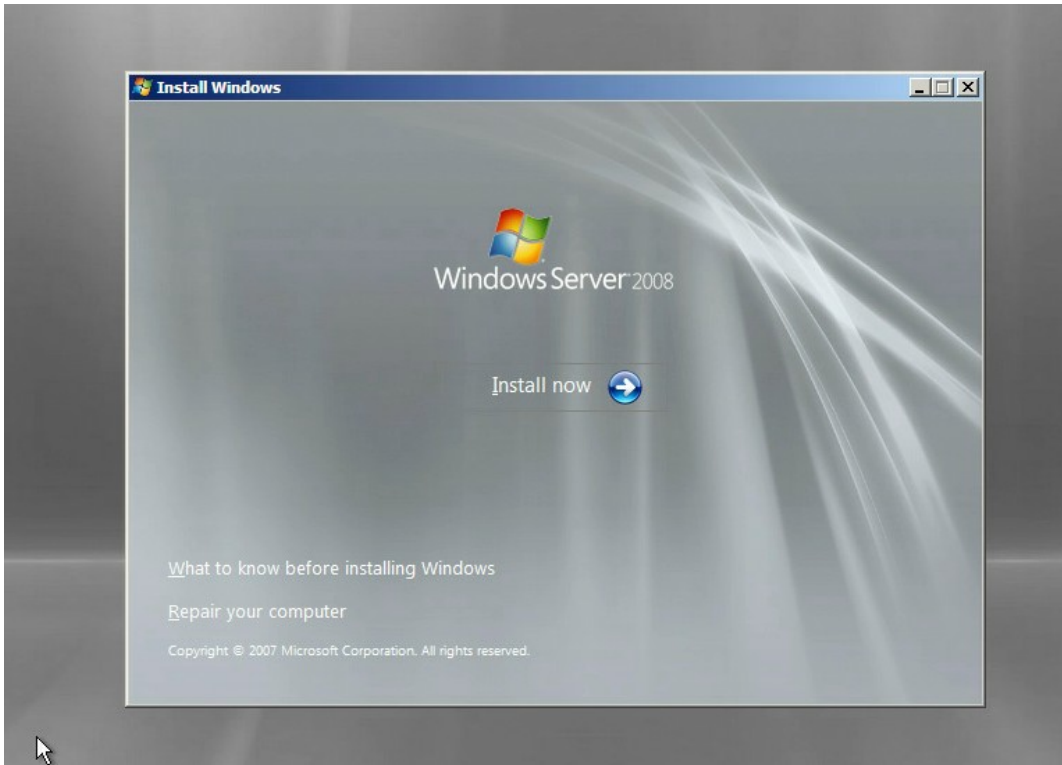 Install Windows
Windows Server 2008
Install now
What to know before installing Windows
Repair your computer
Copyright © 2007 Microsoft Corporation. All rights reserved.